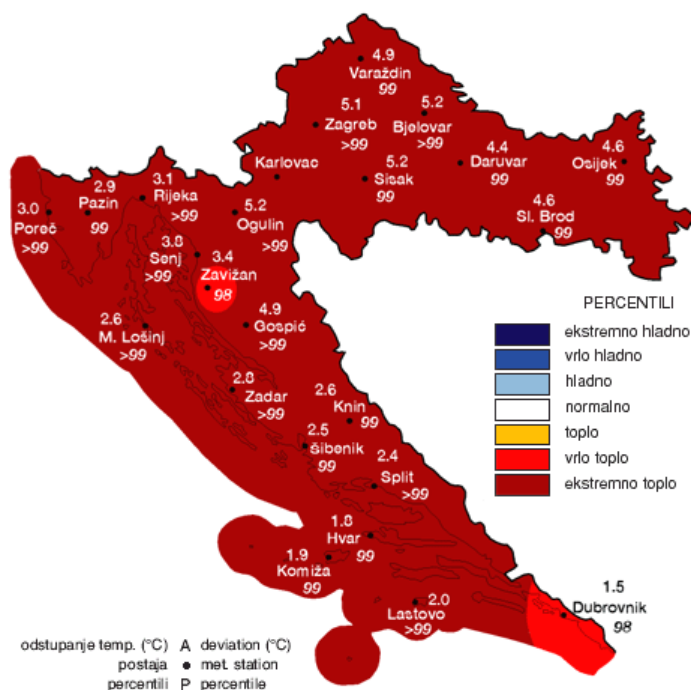 4.9
Varaždin
99
5.1
Zagreb
>99
5.2
Bjelovar
>99
4.6
Osijek
99
4.4
Daruvar
99
Karlovac
5.2
Sisak
99
4.6
Sl. Brod
99
3.0
Poreč
>99
2.9
Pazin
99
3.1
Rijeka
>99
5.2
Ogulin
>99
3.8
Senj
>99
3.4
Zavižan
98
4.9
Gospić
>99
2.6
M. Lošinj
>99
2.8
Zadar
>99
2.6
Knin
99
2.5
šibenik
99
2.4
Split
>99
1.8
Hvar
99
1.9
Komiža
99
2.0
Lastovo
>99
1.5
Dubrovnik
98
PERCENTILI
ekstremno hladno
vrlo hladno
hladno
normalno
toplo
vrlo toplo
ekstremno toplo
odstupanje temp. (°C) A deviation (°C)
postaja ● met. station
percentili P percentile